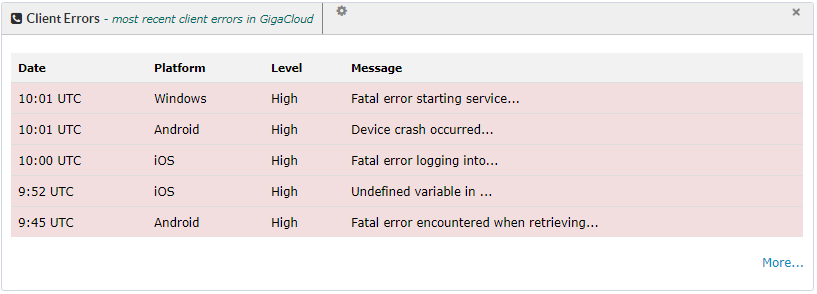 Client Errors - most recent client errors in GigaCloud
Date Platform Level Message
10:01 UTC Windows High Fatal error starting service...
10:01 UTC Android High Device crash occurred...
10:00 UTC iOS High Fatal error logging into...
9:52 UTC iOS High Undefined variable in ...
9:45 UTC Android High Fatal error encountered when retrieving...
More...